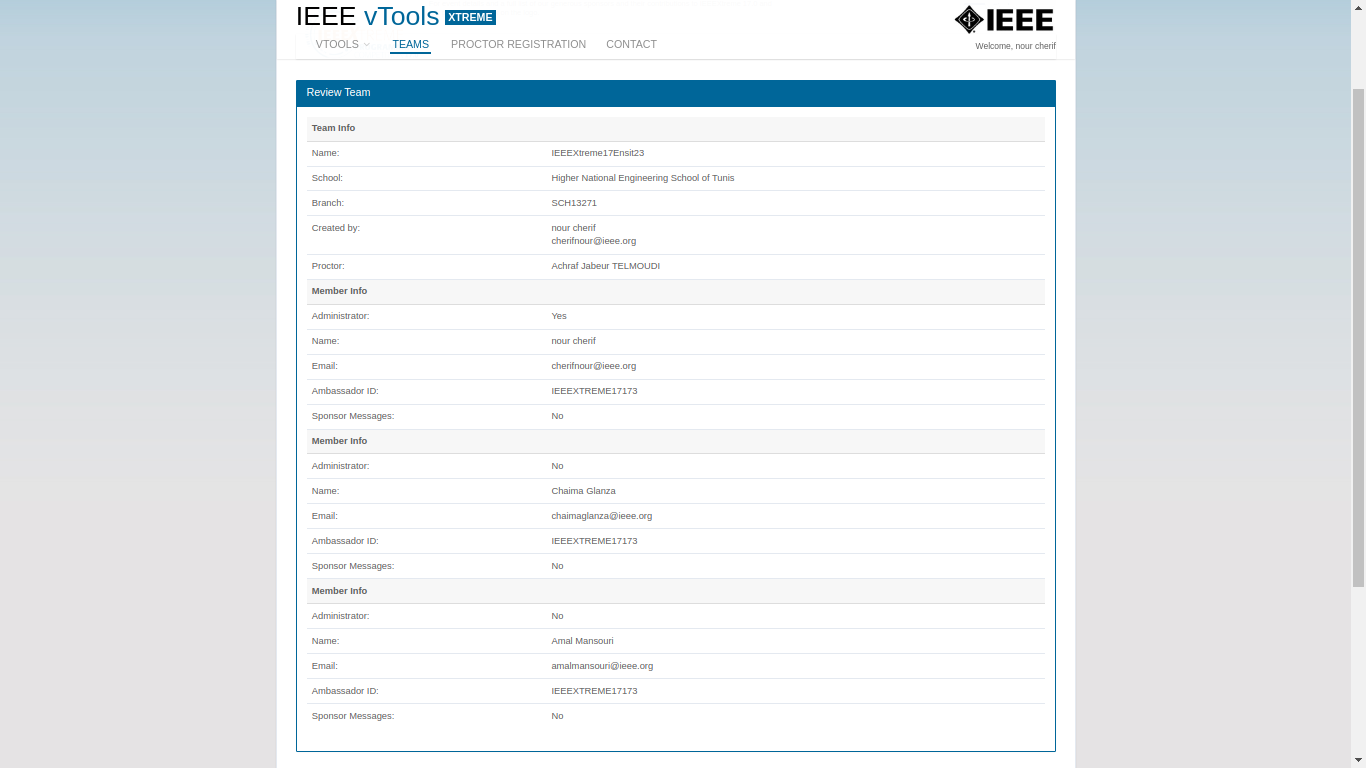 IEEE vTools XTREME
IEEE
VTOOLS TEAMS PROCTOR REGISTRATION CONTACT
Welcome, nour cherif
Review Team
Team Info
Name: IEEEXtreme17Ensit23
School: Higher National Engineering School of Tunis
Branch: SCH13271
Created by: nour cherif
cherifnour@ieee.org
Proctor: Achraf Jabeur TELMOUDI
Member Info
Administrator: Yes
Name: nour cherif
Email: cherifnour@ieee.org
Ambassador ID: IEEEXTREME17173
Sponsor Messages: No
Member Info
Administrator: No
Name: Chaima Glanza
Email: chaimaglanza@ieee.org
Ambassador ID: IEEEXTREME17173
Sponsor Messages: No
Member Info
Administrator: No
Name: Amal Mansouri
Email: amalmansouri@ieee.org
Ambassador ID: IEEEXTREME17173
Sponsor Messages: No